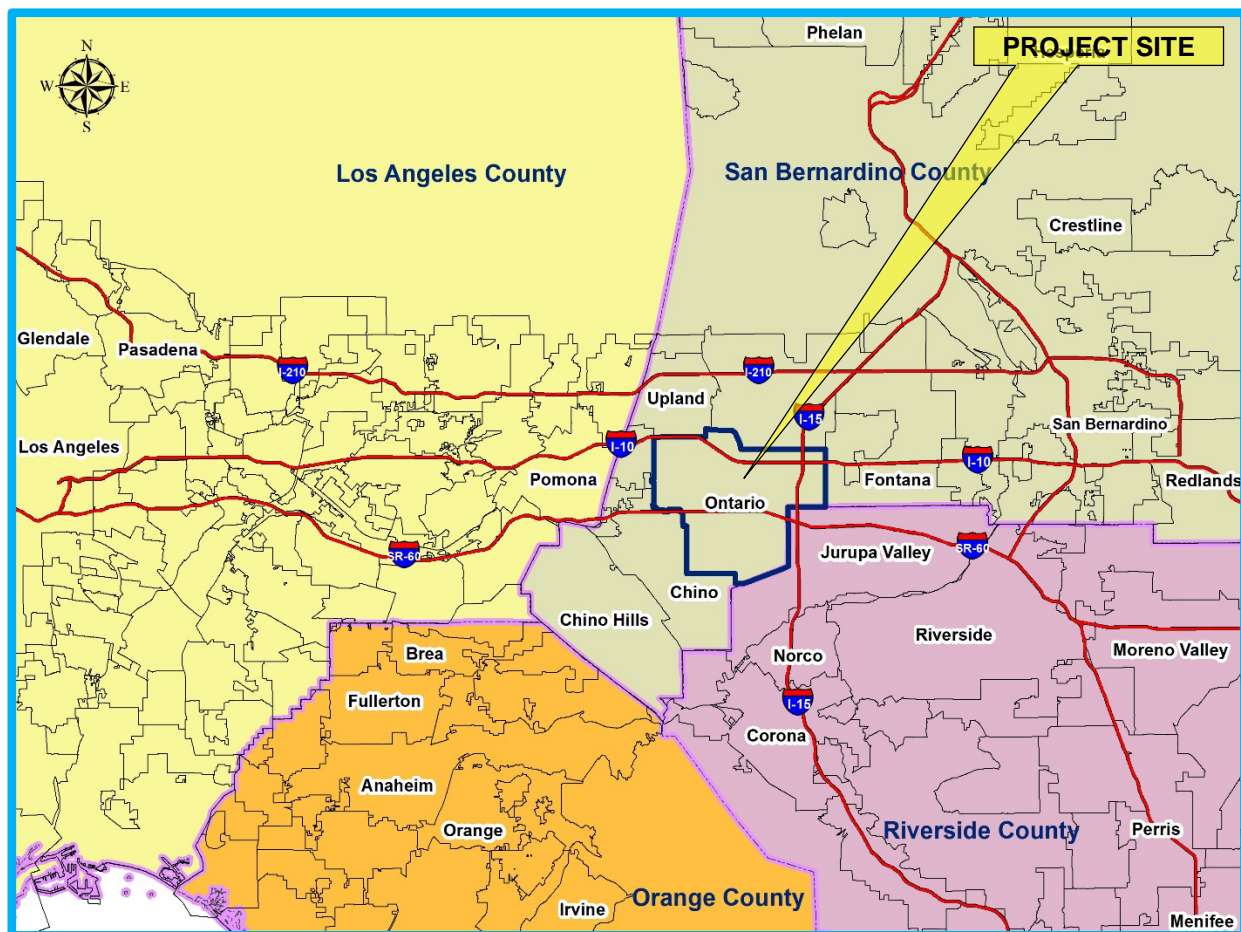 Phelan
PROJECT SITE
Hesperia
N
W
E
S
Los Angeles County
San Bernardino County
Crestline
Glendale
Pasadena
I-210
I-210
Upland
I-15
Los Angeles
San Bernardino
I-10
I-10
Pomona
Fontana
Redlands
Ontario
SR-60
SR-60
Jurupa Valley
Chino
Chino Hills
Riverside
Brea
Norco
Moreno Valley
Fullerton
I-15
Corona
Anaheim
Orange
Riverside County
Perris
Orange County
Irvine
Menifee